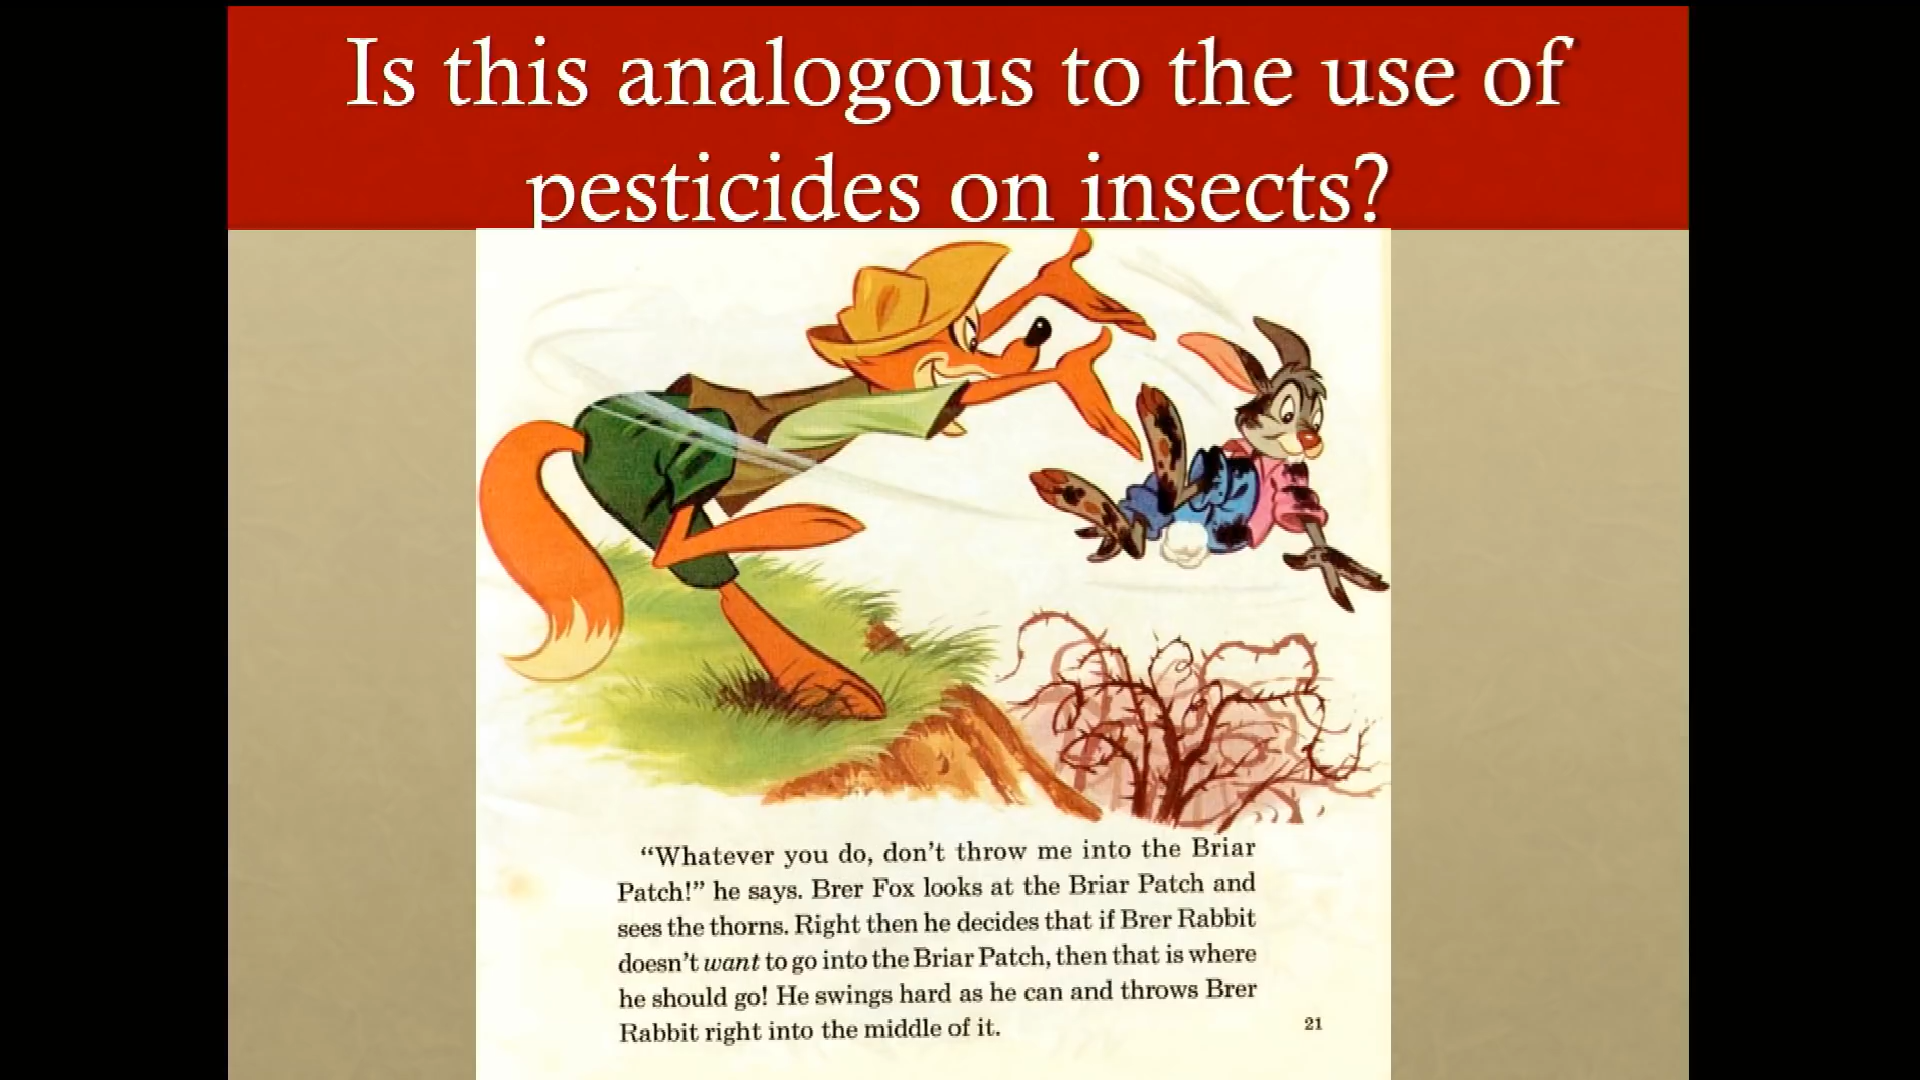 Is this analogous to the use of
pesticides on insects?
“Whatever you do, don't throw me into the Briar
Patch!” he says. Brer Fox looks at the Briar Patch and
sees the thorns. Right then he decides that if Brer Rabbit
doesn't want to go into the Briar Patch, then that is where
he should go! He swings hard as he can and throws Brer
Rabbit right into the middle of it.
21